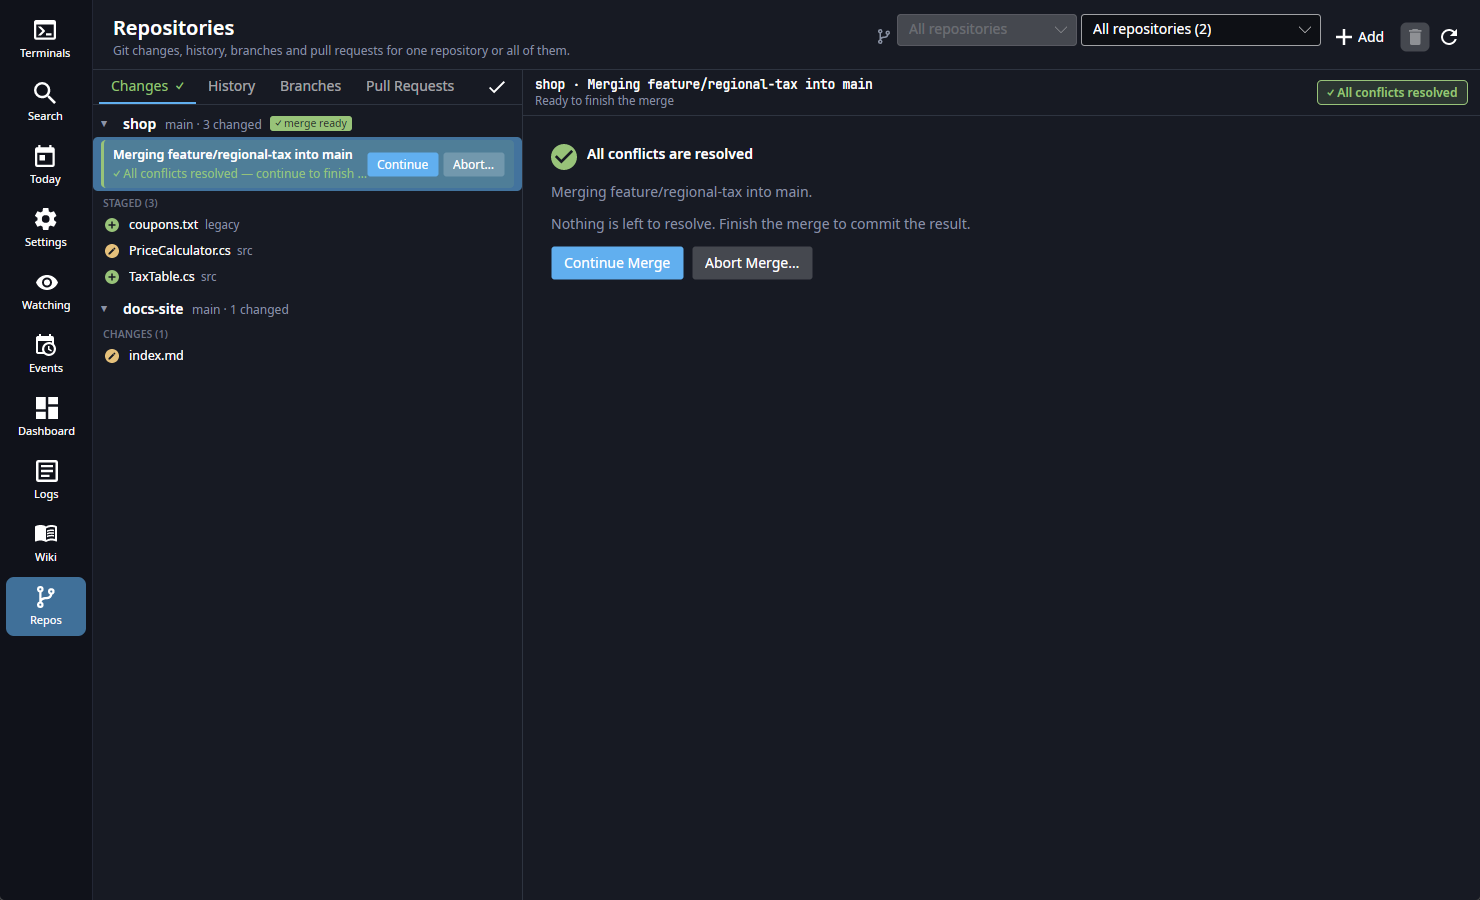 Terminals
Search
Today
Settings
Watching
Events
Dashboard
Logs
Wiki
Repos
Repositories
Git changes, history, branches and pull requests for one repository or all of them.
All repositories
All repositories (2)
Add
Changes ✓
History
Branches
Pull Requests
shop main · 3 changed ✓ merge ready
Merging feature/regional-tax into main
✓ All conflicts resolved — continue to finish ...
Continue
Abort...
STAGED (3)
coupons.txt legacy
PriceCalculator.cs src
TaxTable.cs src
docs-site main · 1 changed
CHANGES (1)
index.md
shop · Merging feature/regional-tax into main
Ready to finish the merge
✓ All conflicts resolved
All conflicts are resolved
Merging feature/regional-tax into main.
Nothing is left to resolve. Finish the merge to commit the result.
Continue Merge
Abort Merge...